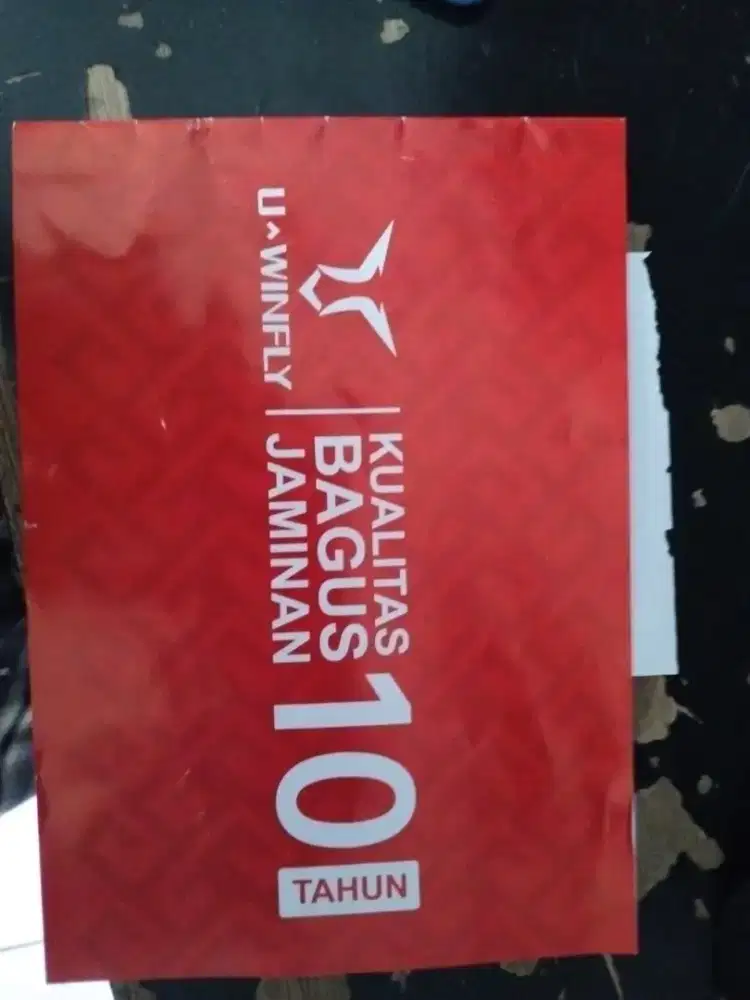 U^WINFLY
KUALITAS
BAGUS
JAMINAN
10
TAHUN